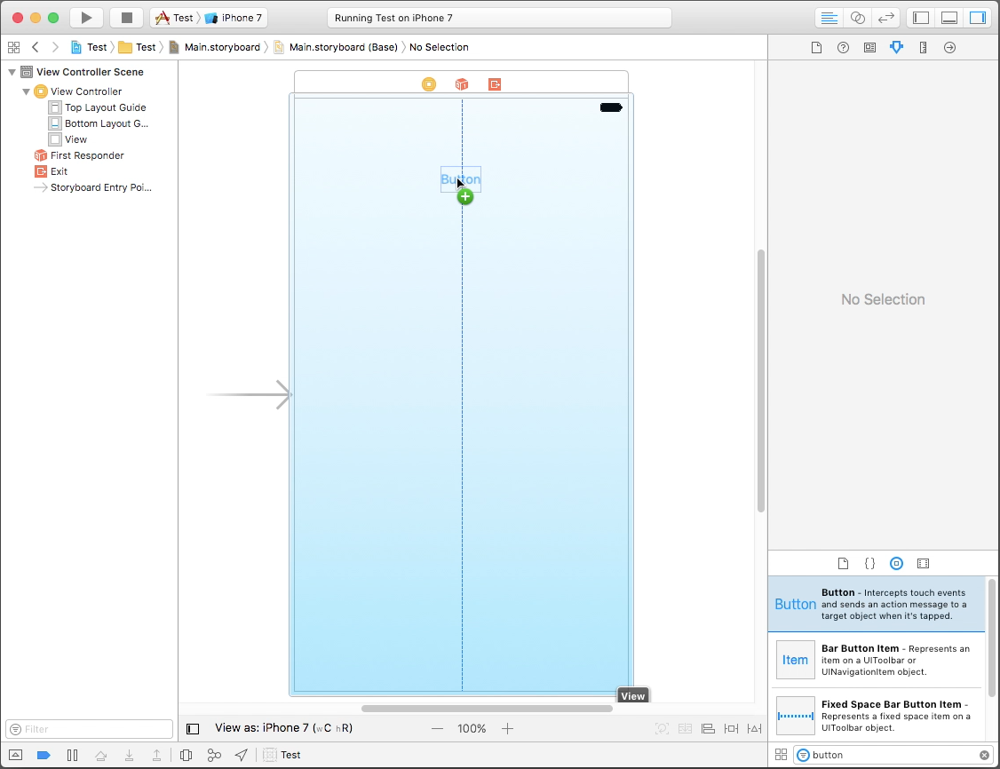 Test iPhone 7
Running Test on iPhone 7
Test Test Main.storyboard Main.storyboard (Base) No Selection
View Controller Scene
View Controller
Top Layout Guide
Bottom Layout G...
View
First Responder
Exit
Storyboard Entry Poi...
Button
View
No Selection
Button
Button - Intercepts touch events
and sends an action message to a
target object when it's tapped.
Item
Bar Button Item - Represents an
item on a UIToolbar or
UINavigationItem object.
Fixed Space Bar Button Item -
Represents a fixed space item on a
UIToolbar object.
Filter
View as: iPhone 7 (wC hR)
100%
Test
button